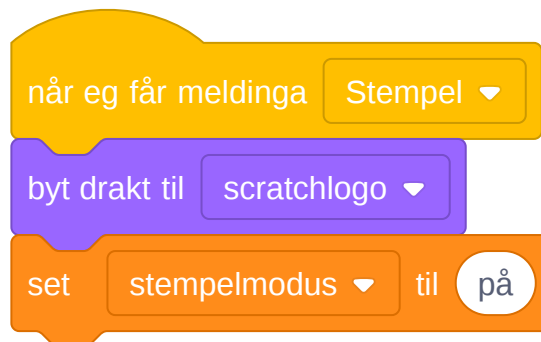 når eg får meldinga Stempel
byt drakt til scratchlogo
set stempelmodus til på